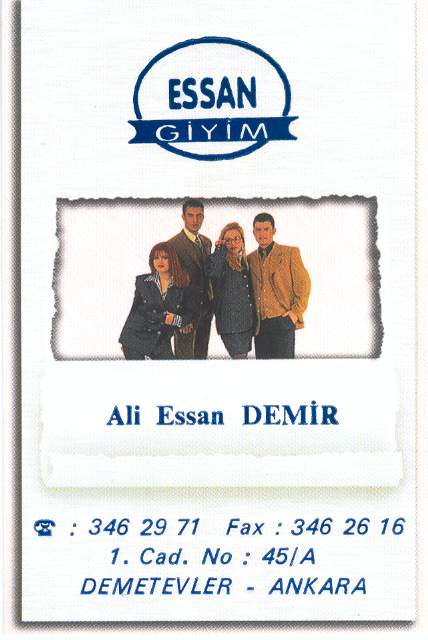 ESSAN
GİYİM
Ali Essan DEMİR
☎ : 346 29 71 Fax : 346 26 16
1. Cad. No : 45/A
DEMETEVLER - ANKARA